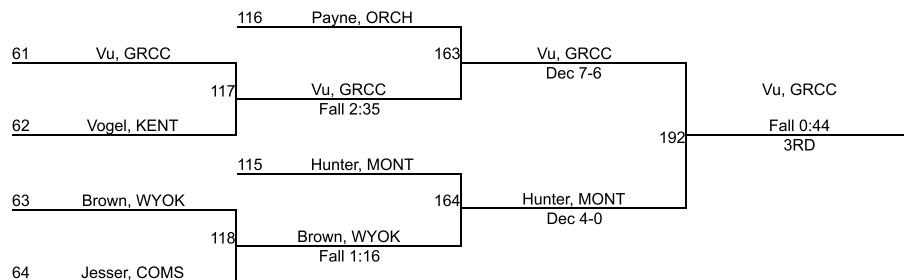 116 Payne, ORCH
61 Vu, GRCC
163 Vu, GRCC
Dec 7-6
117 Vu, GRCC
Fall 2:35
Vu, GRCC
62 Vogel, KENT
Fall 0:44
192
3RD
115 Hunter, MONT
63 Brown, WYOK
164 Hunter, MONT
Dec 4-0
118 Brown, WYOK
Fall 1:16
64 Jesser, COMS